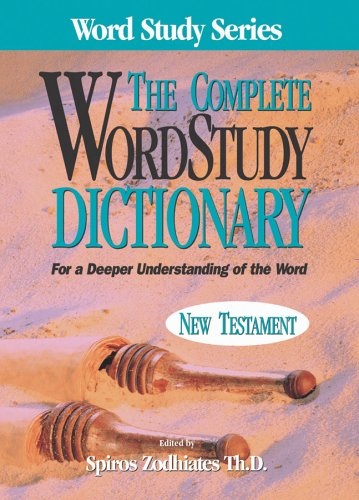 Word Study Series
THE COMPLETE
WORDSTUDY
DICTIONARY
For a Deeper Understanding of the Word
NEW TESTAMENT
Edited by
Spiros Zodhiates Th.D.